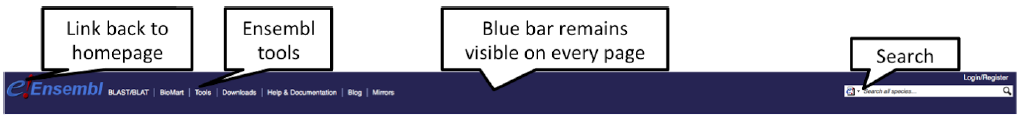 Link back to
homepage
Ensembl
tools
Blue bar remains
visible on every page
Search
Login/Register
e!Ensembl BLAST/BLAT | BioMart | Tools | Downloads | Help & Documentation | Blog | Mirrors
Search all species...